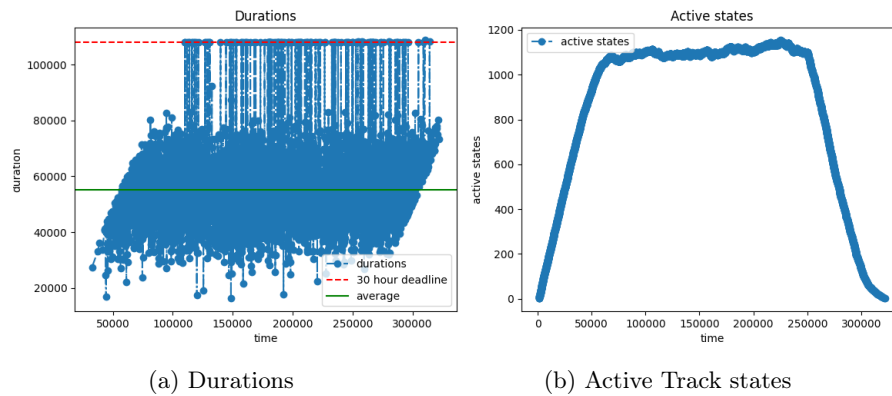 Durations
duration
100000
80000
60000
40000
20000
durations
30 hour deadline
average
50000 100000 150000 200000 250000 300000
time
(a) Durations
Active states
active states
1200
1000
800
600
400
200
0
active states
0 50000 100000 150000 200000 250000 300000
time
(b) Active Track states